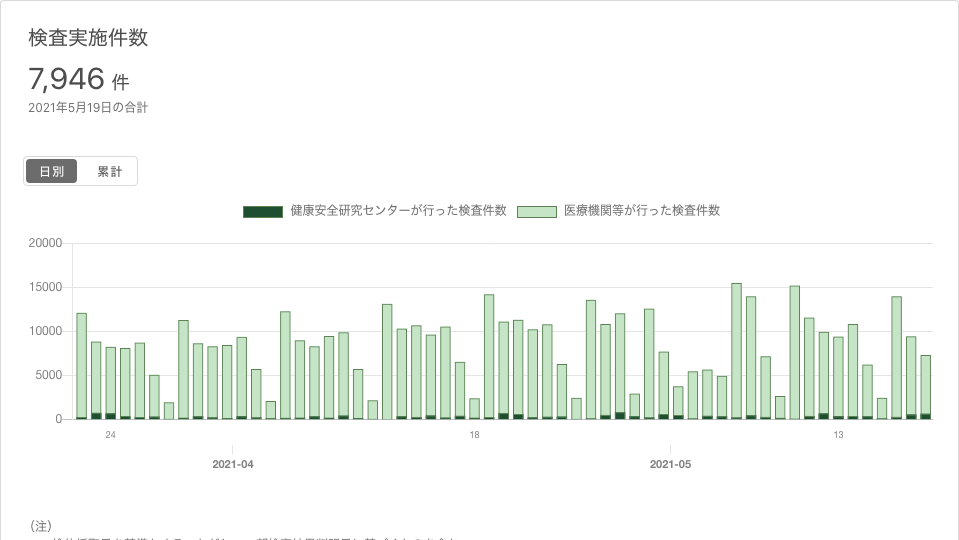 検査実施件数
7,946 件
2021年5月19日の合計
日別 累計
健康安全研究センターが行った検査件数 医療機関等が行った検査件数
20000
15000
10000
5000
0
24 18 13
2021-04 2021-05
（注）